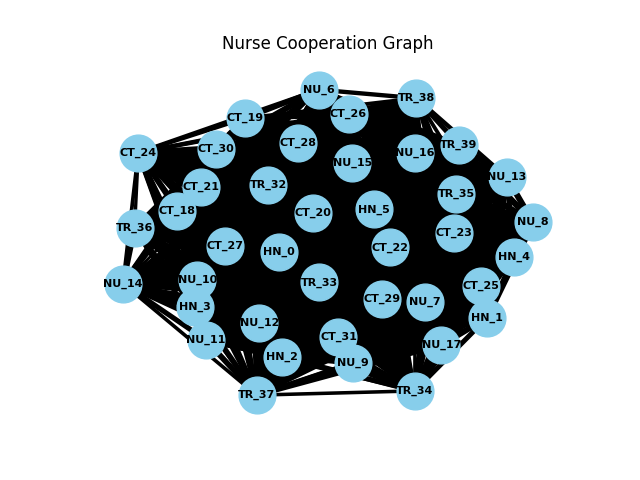 Nurse Cooperation Graph
NU_6
TR_38
CT_26
CT_19
CT_28
TR_39
CT_30
CT_24
NU_16
NU_15
NU_13
TR_32
CT_21
TR_35
HN_5
CT_18
CT_20
NU_8
TR_36
CT_23
CT_27
CT_22
HN_0
HN_4
NU_10
TR_33
NU_14
CT_25
CT_29
NU_7
HN_3
HN_1
NU_12
CT_31
NU_11
NU_17
HN_2
NU_9
TR_34
TR_37